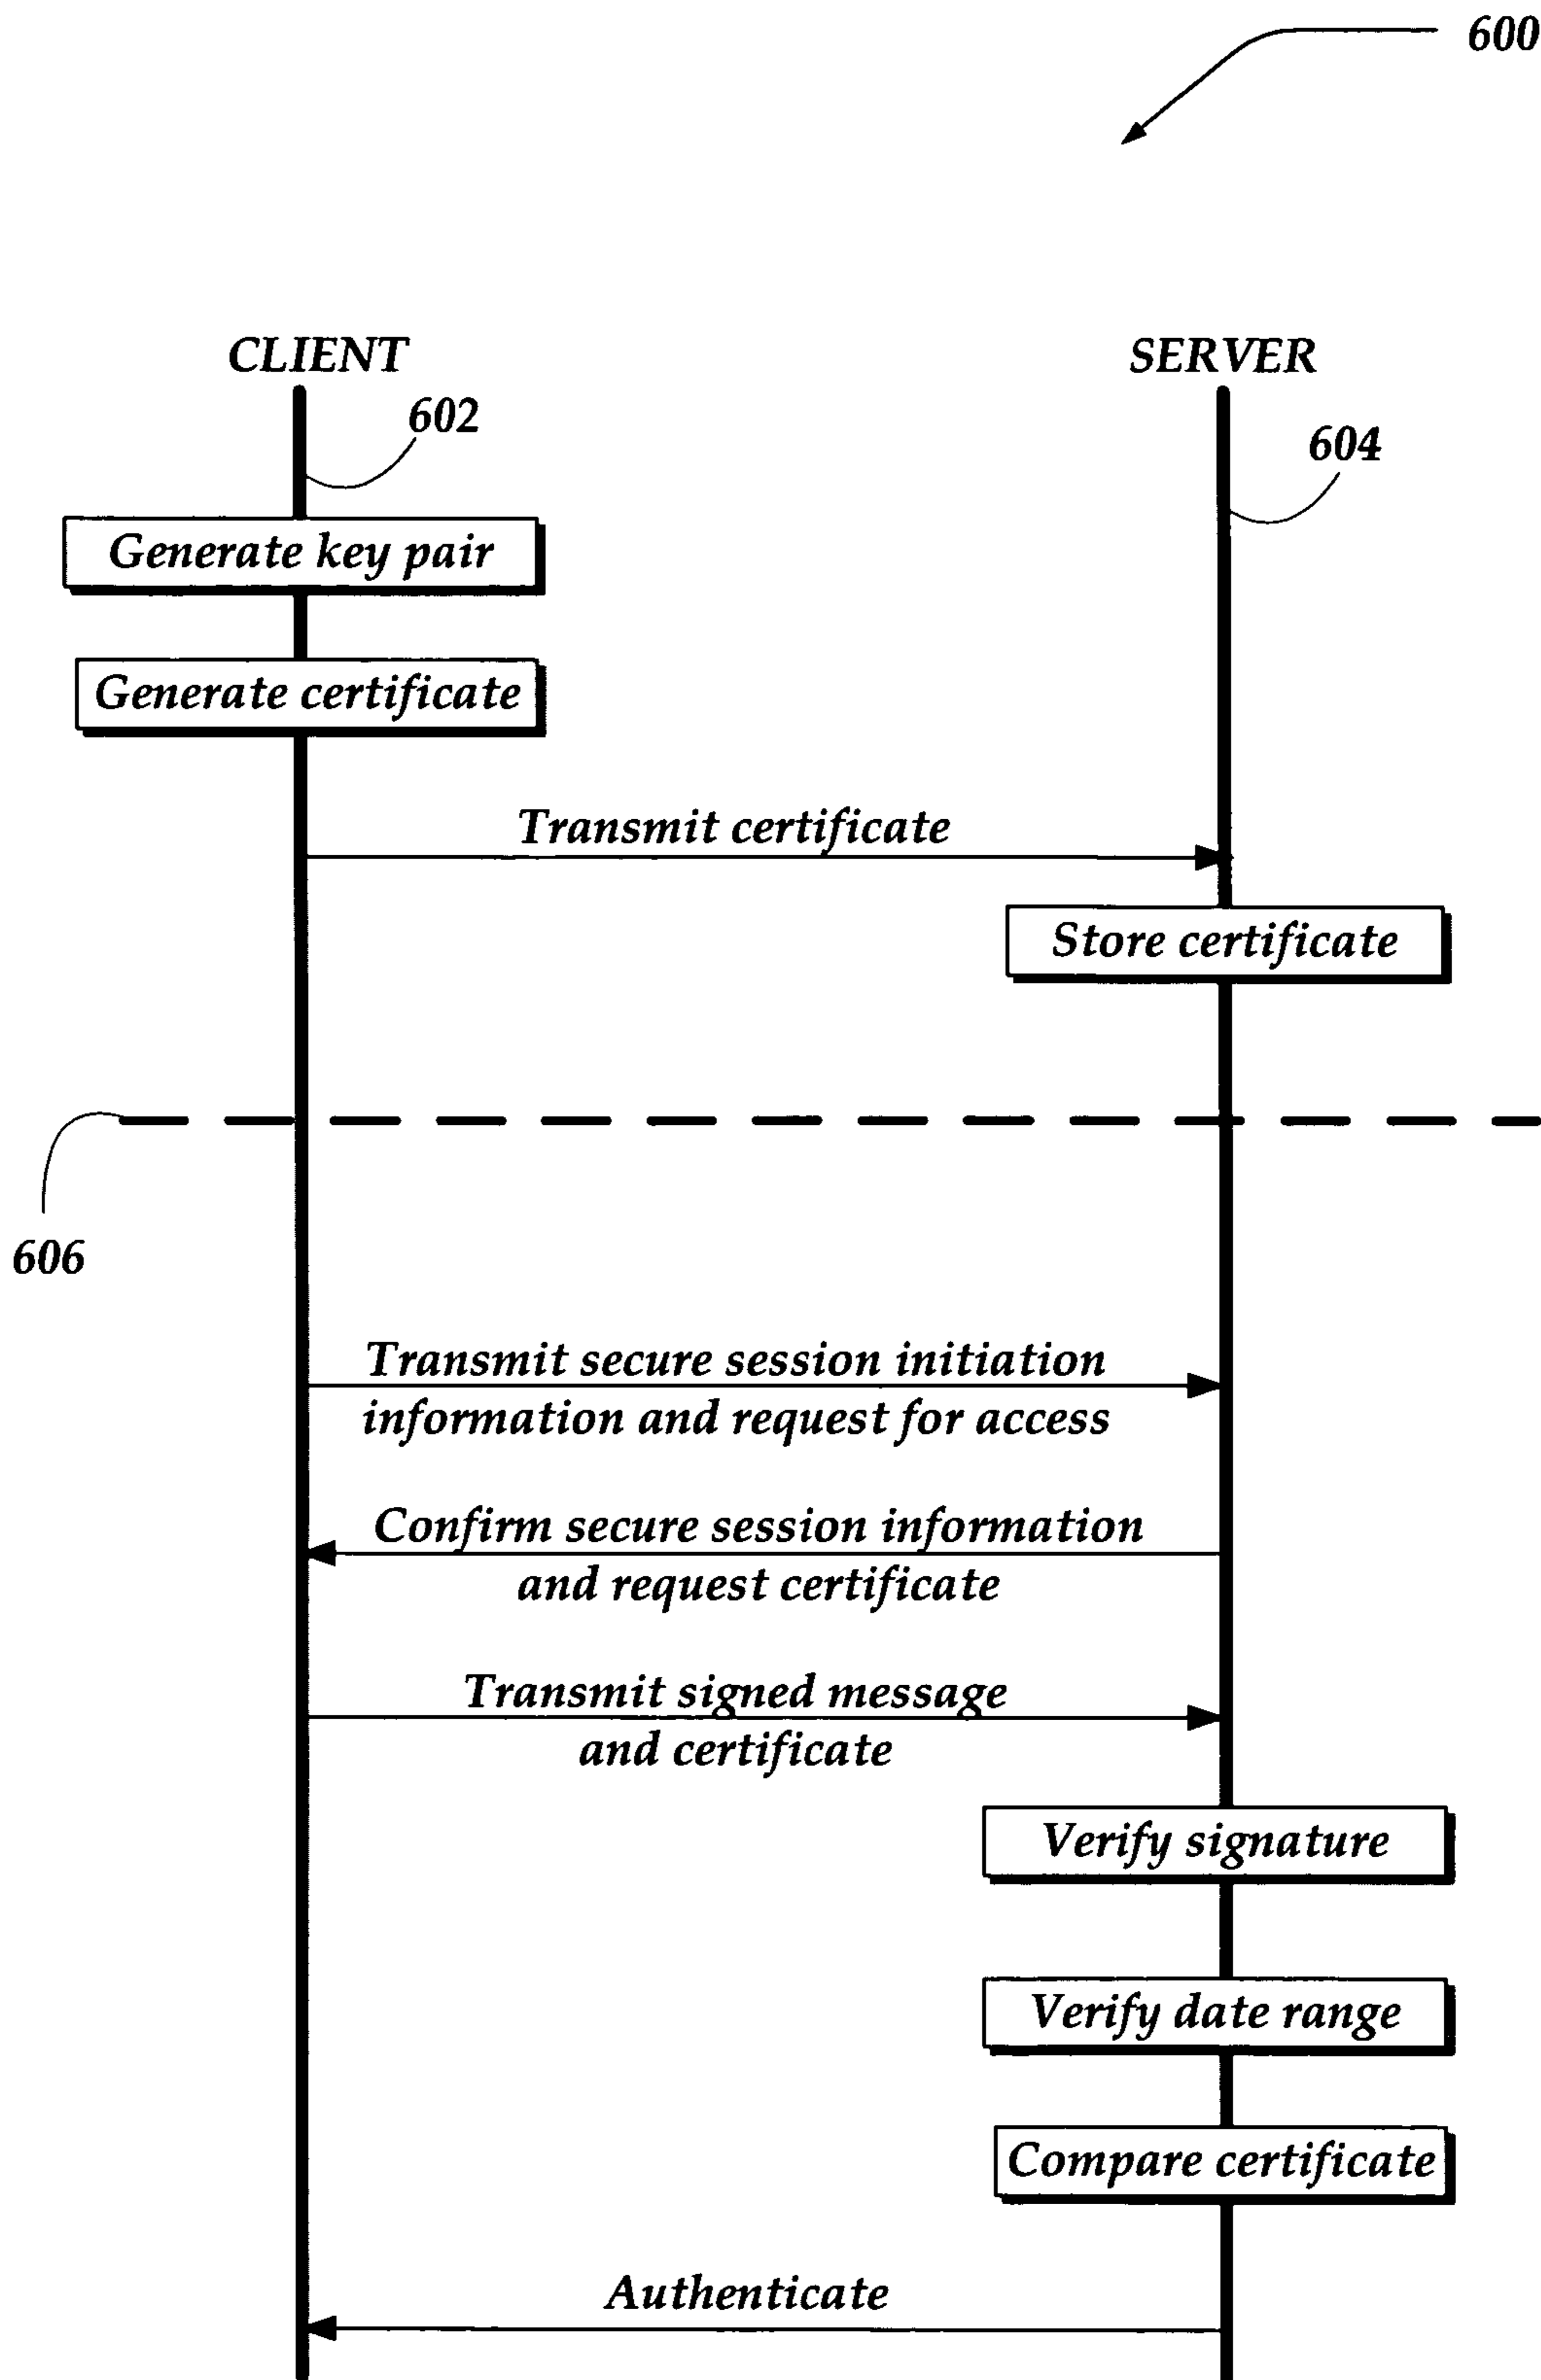 600
CLIENT
SERVER
602
604
Generate key pair
Generate certificate
Transmit certificate
Store certificate
606
Transmit secure session initiation
information and request for access
Confirm secure session information
and request certificate
Transmit signed message
and certificate
Verify signature
Verify date range
Compare certificate
Authenticate